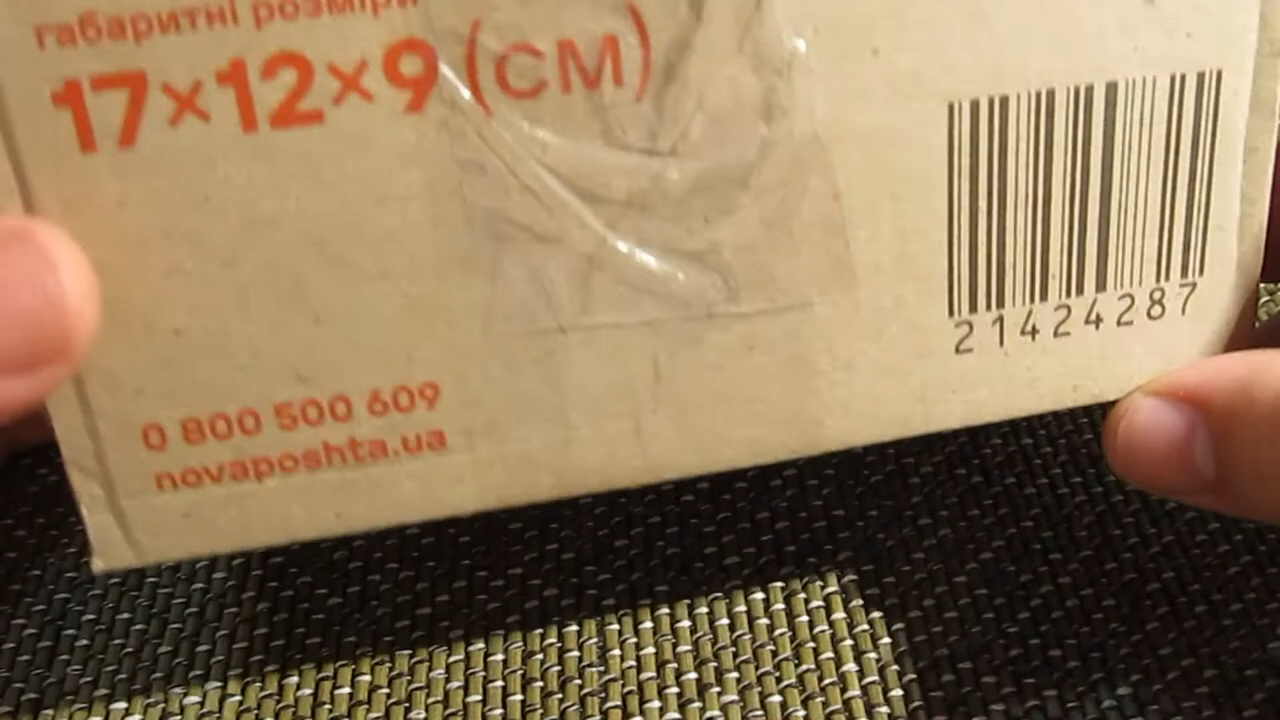 габаритні розміри
17×12×9 (см)
21424287
0 800 500 609
novaposhta.ua